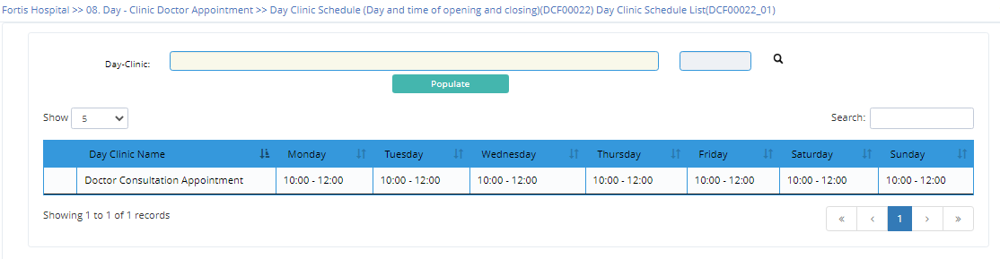 Fortis Hospital >> 08. Day - Clinic Doctor Appointment >> Day Clinic Schedule (Day and time of opening and closing)(DCF00022) Day Clinic Schedule List(DCF00022_01)
Day-Clinic:
Populate
Show 5 Search:
Day Clinic Name Monday Tuesday Wednesday Thursday Friday Saturday Sunday
Doctor Consultation Appointment 10:00 - 12:00 10:00 - 12:00 10:00 - 12:00 10:00 - 12:00 10:00 - 12:00 10:00 - 12:00 10:00 - 12:00
Showing 1 to 1 of 1 records « ‹ 1 › »